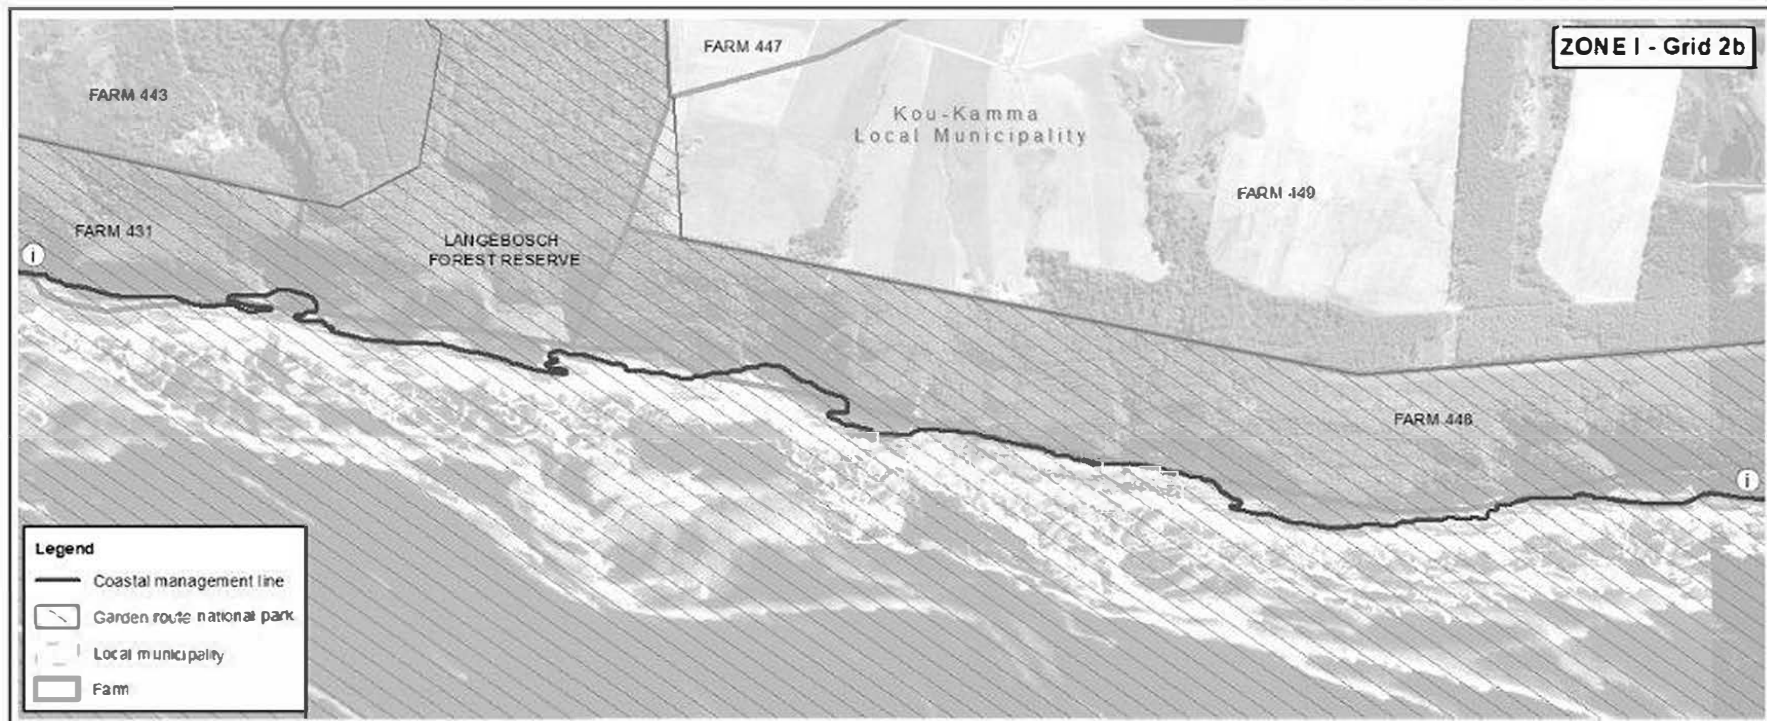 ZONE I - Grid 2b
FARM 447
FARM 443
Kou-Kamma
Local Municipality
FARM 449
FARM 431
LANGEBOSCH
FOREST RESERVE
i
FARM 446
i
Legend
Coastal management line
Garden route national park
Local municipality
Farm